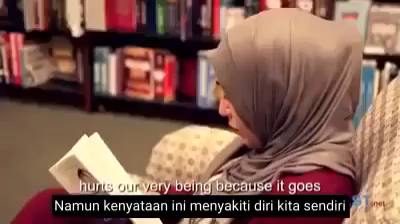 hurts our very being because it goes
Namun kenyataan ini menyakiti diri kita sendiri